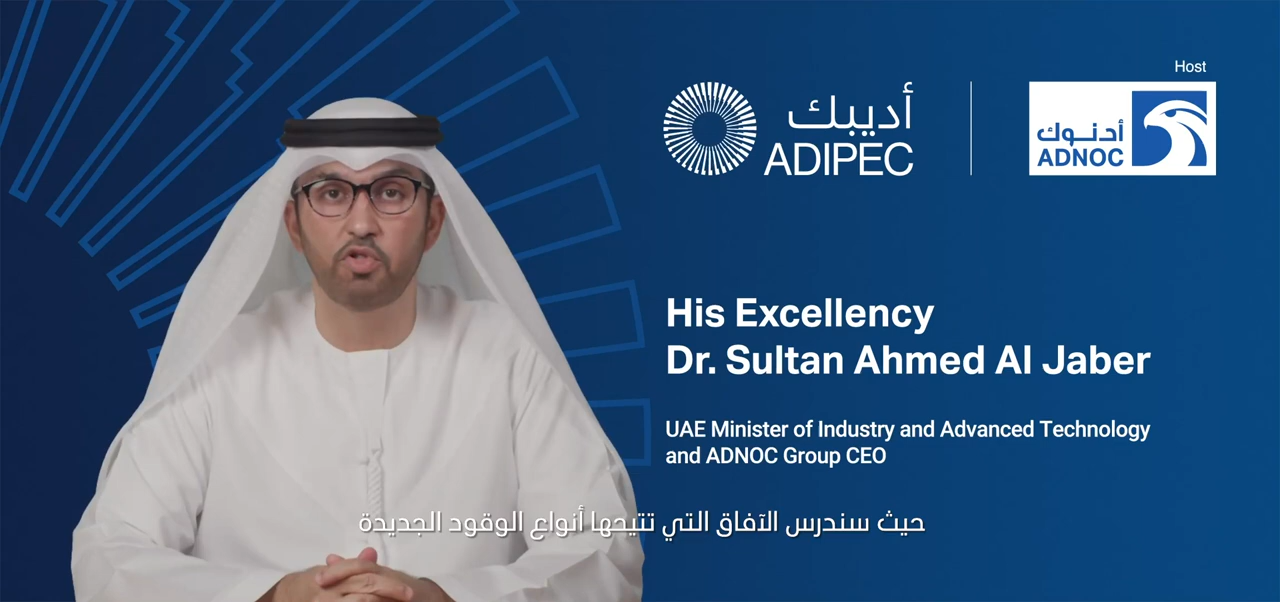 Host
أديبك
ADIPEC
أدنوك
ADNOC
His Excellency
Dr. Sultan Ahmed Al Jaber
UAE Minister of Industry and Advanced Technology
and ADNOC Group CEO
حيث سندرس الآفاق التي تتيحها أنواع الوقود الجديدة